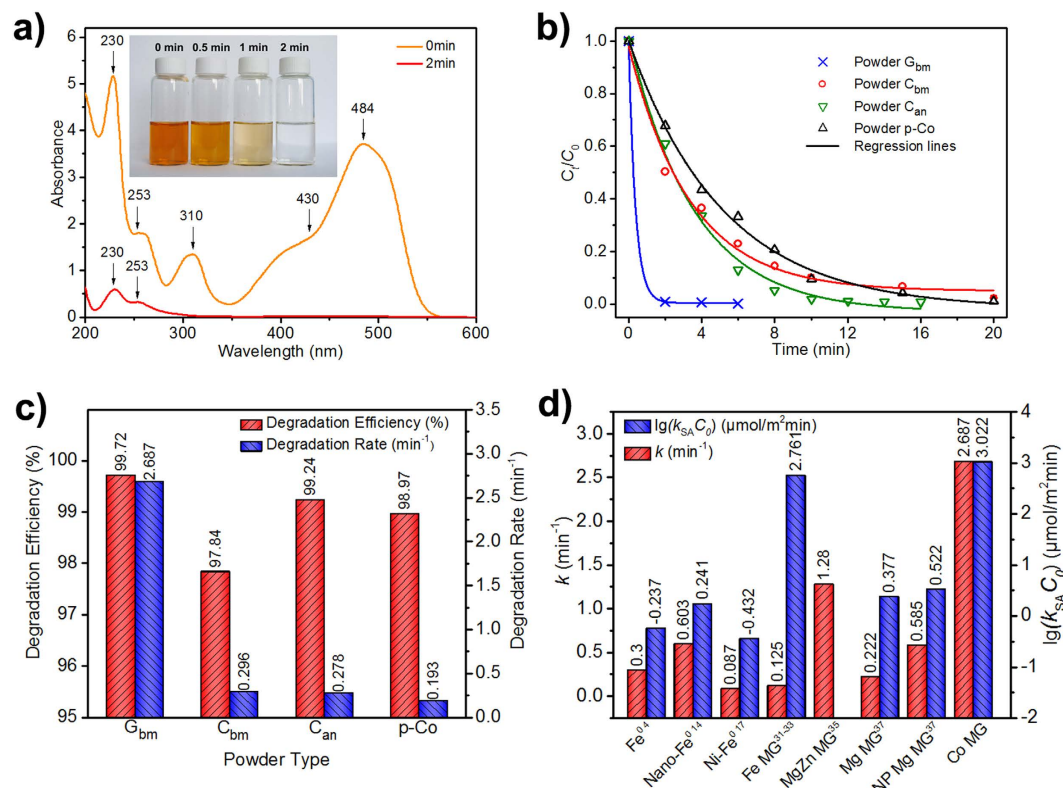 a)
230
0 min 0.5 min 1 min 2 min
0min
2min
484
253
310
430
230
253
Absorbance
5
4
3
2
1
0
200 300 400 500 600
Wavelength (nm)
b)
Powder G_bm
Powder C_bm
Powder C_an
Powder p-Co
Regression lines
C_t/C_0
1.0
0.8
0.6
0.4
0.2
0.0
0 4 8 12 16 20
Time (min)
c)
Degradation Efficiency (%)
Degradation Rate (min⁻¹)
99.72
2.687
97.84
0.296
99.24
0.278
98.97
0.193
Degradation Efficiency (%)
100
99
98
97
96
95
3.5
3.0
2.5
2.0
1.5
1.0
0.5
0.0
Degradation Rate (min⁻¹)
G_bm C_bm C_an p-Co
Powder Type
d)
lg(k_SA C_0) (μmol/m²min)
k (min⁻¹)
0.3
-0.237
0.603
0.241
0.087
-0.432
0.125
2.761
1.28
0.222
0.377
0.585
0.522
2.687
3.022
k (min⁻¹)
3.0
2.5
2.0
1.5
1.0
0.5
0.0
4
3
2
1
0
-1
-2
lg(k_SA C_0) (μmol/m²min)
Fe⁰ ⁴
Nano-Fe⁰ ¹⁴
Ni-Fe⁰ ¹⁷
Fe MG³¹⁻³³
MgZn MG³⁵
Mg MG³⁷
NP Mg MG³⁷
Co MG